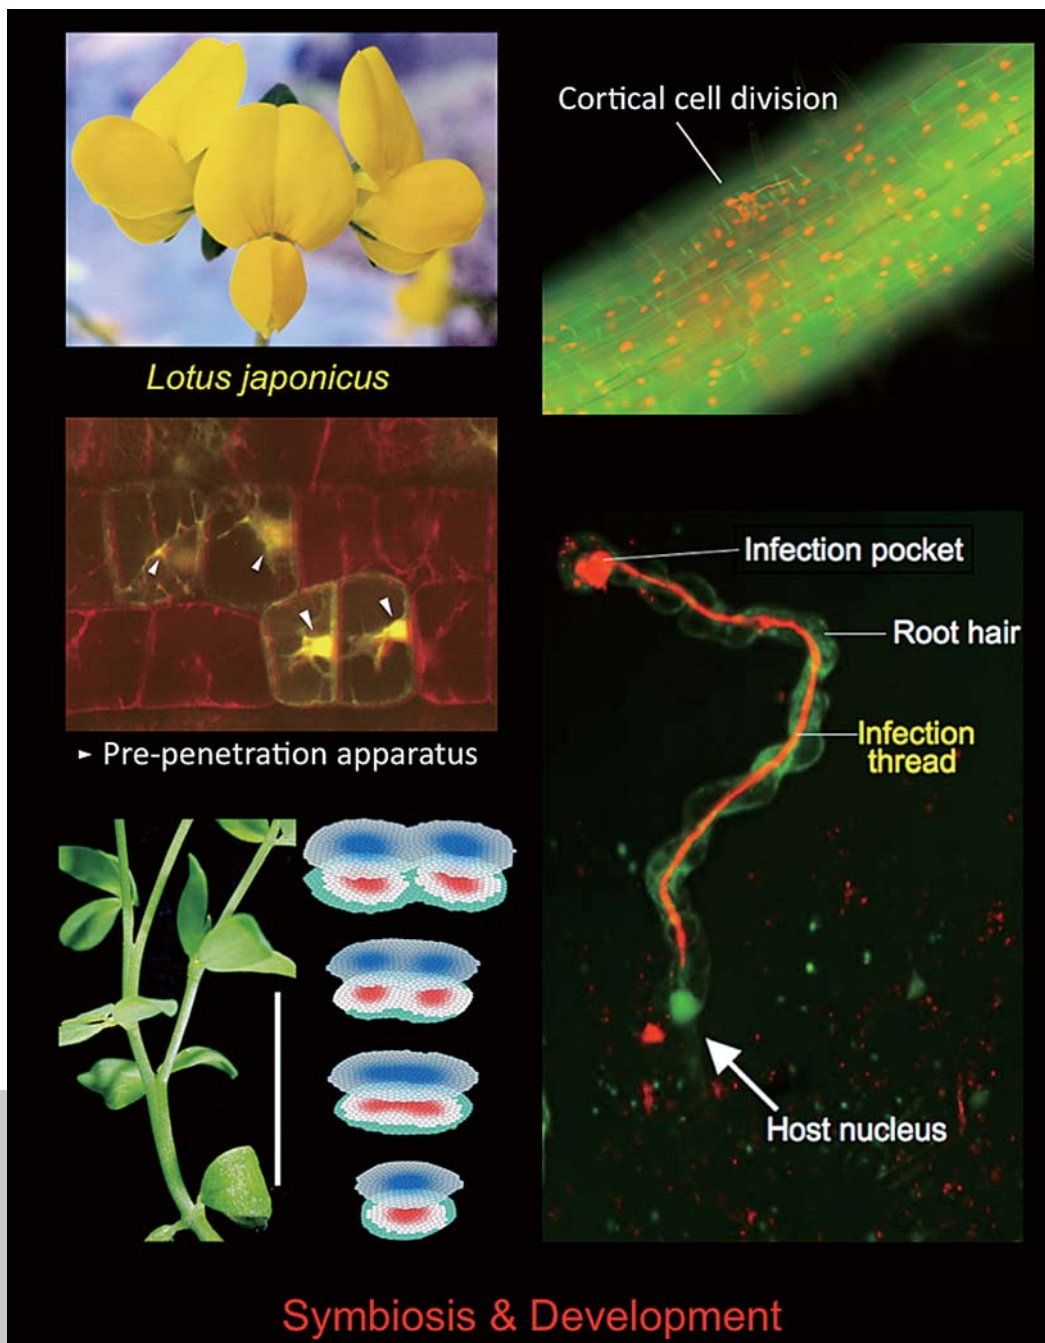 Cortical cell division
Lotus japonicus
Infection pocket
Root hair
Infection
thread
► Pre-penetration apparatus
Host nucleus
Symbiosis & Development